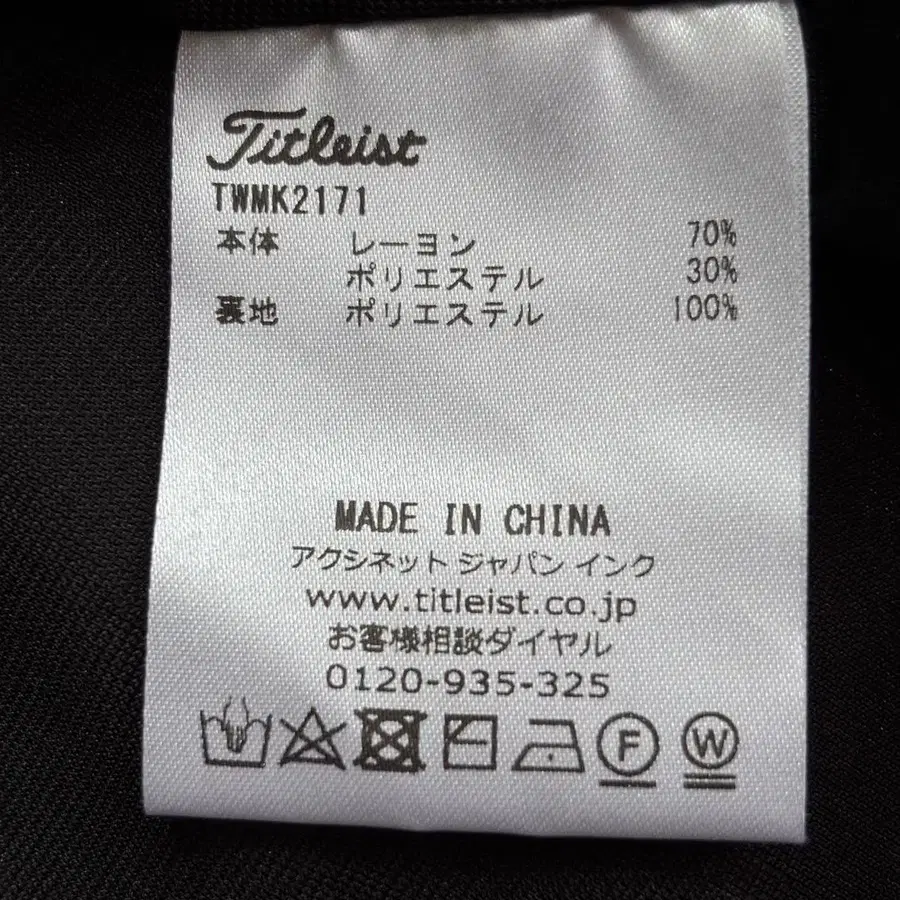 Titleist
TWMK2171
本体 レーヨン 70%
ポリエステル 30%
裏地 ポリエステル 100%
MADE IN CHINA
アクシネット ジャパン インク
www.titleist.co.jp
お客様相談ダイヤル
0120-935-325
F W